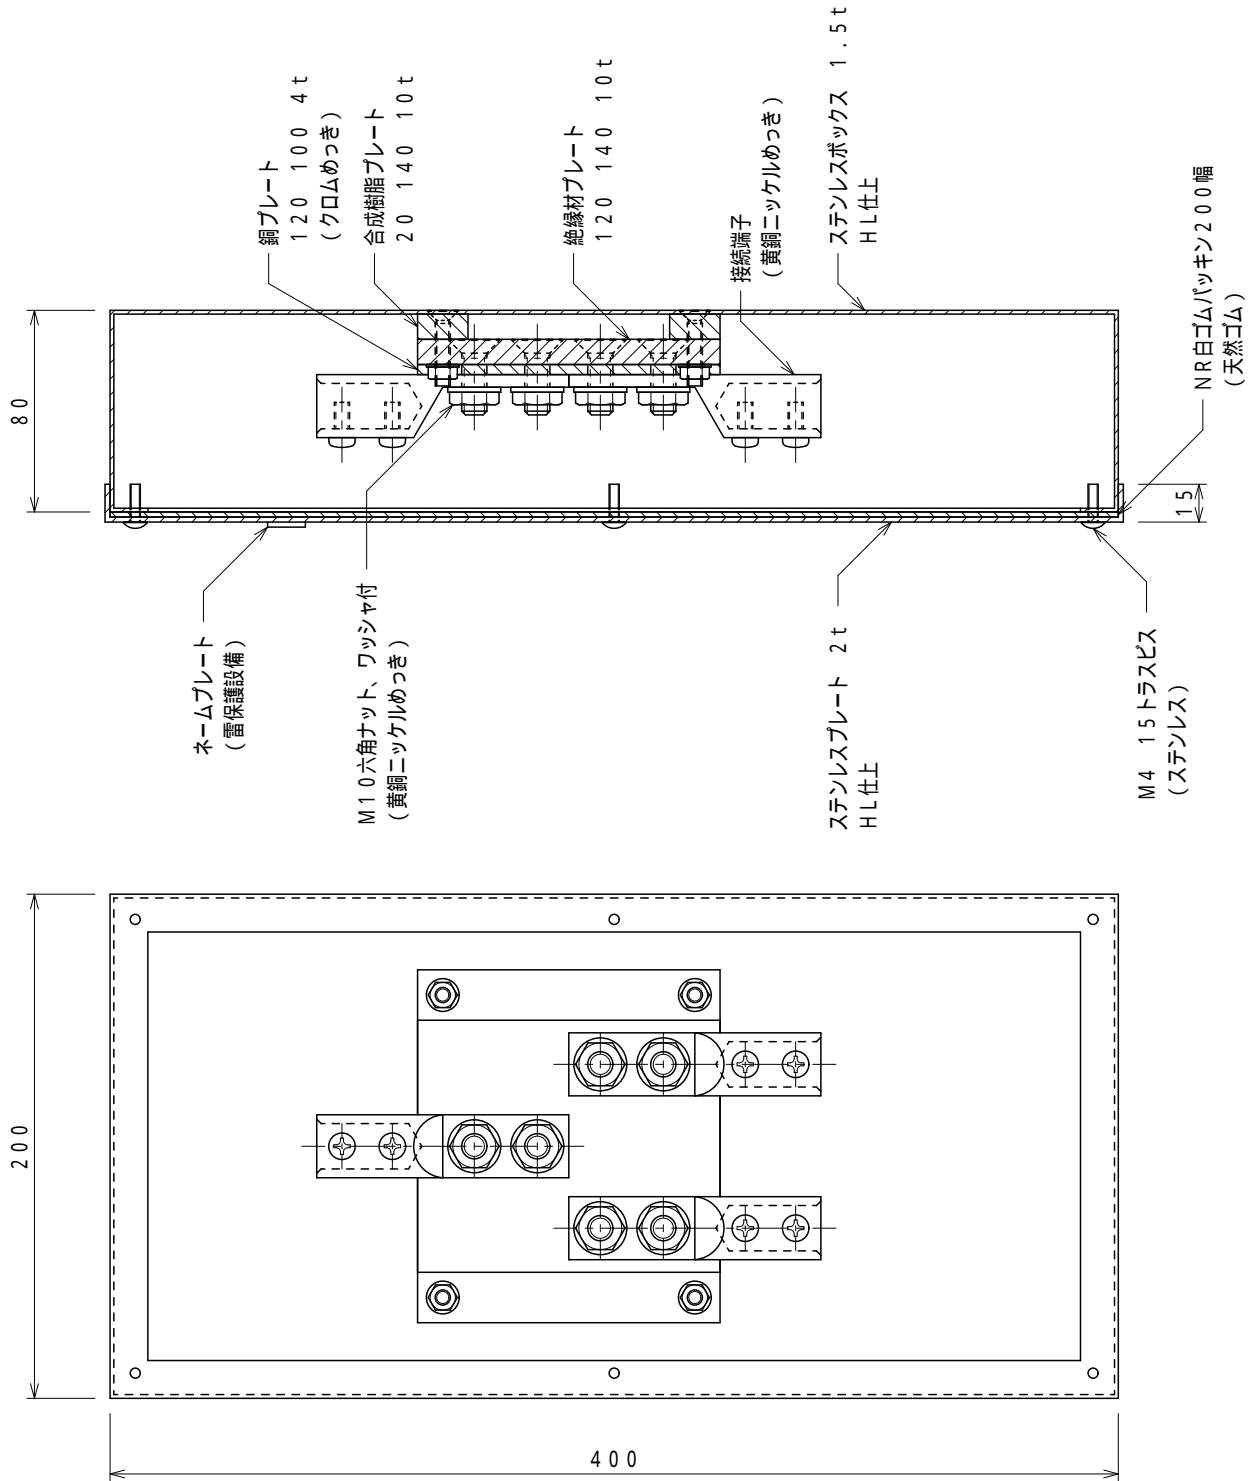 銅プレート
120 100 4t
(クロムめっき)
合成樹脂プレート
20 140 10t
絶縁材プレート
120 140 10t
接続端子
(黄銅ニッケルめっき)
ステンレスボックス 1.5t
HL仕上
NR白ゴムパッキン200幅
(天然ゴム)
80
15
ネームプレート
(雷保護設備)
M10六角ナット、ワッシャ付
(黄銅ニッケルめっき)
ステンレスプレート 2t
HL仕上
M4 15トラスビス
(ステンレス)
200
400